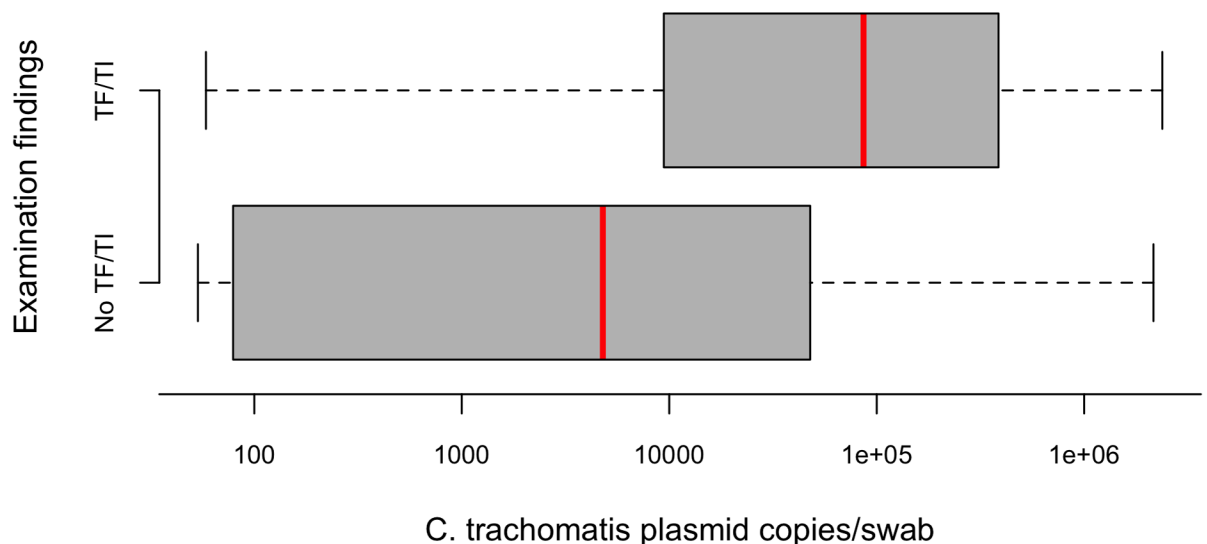 Examination findings
TF/TI
No TF/TI
100 1000 10000 1e+05 1e+06
C. trachomatis plasmid copies/swab